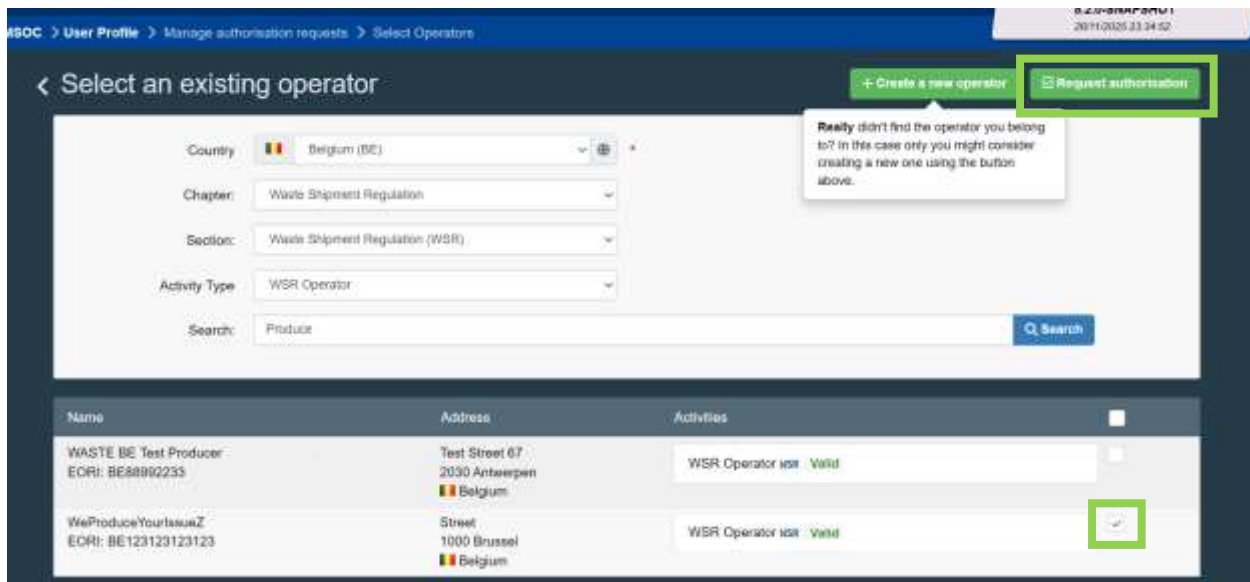 MSOC > User Profile > Manage authorisation requests > Select Operators
8.2.0-SNAPSHOT
Select an existing operator
+ Create a new operator
Request authorisation
Really didn't find the operator you belong
to? In this case only you might consider
creating a new one using the button
above.
Country Belgium (BE) *
Chapter: Waste Shipment Regulation
Section: Waste Shipment Regulation (WSR)
Activity Type WSR Operator
Search: Produce Search
Name Address Activities
WASTE BE Test Producer Test Street 67 WSR Operator WSR Valid
EORI: BE88992233 2030 Antwerpen
Belgium
WeProduceYourIssueZ Street WSR Operator WSR Valid
EORI: BE123123123123 1000 Brussel
Belgium